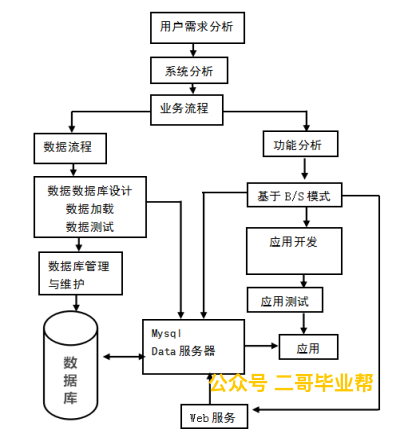 用户需求分析
系统分析
业务流程
数据流程
功能分析
数据数据库设计
数据加载
数据测试
基于 B/S 模式
应用开发
数据库管理
与维护
应用测试
Mysql
Data 服务器
应用
数据库
公众号 二哥毕业帮
Web 服务